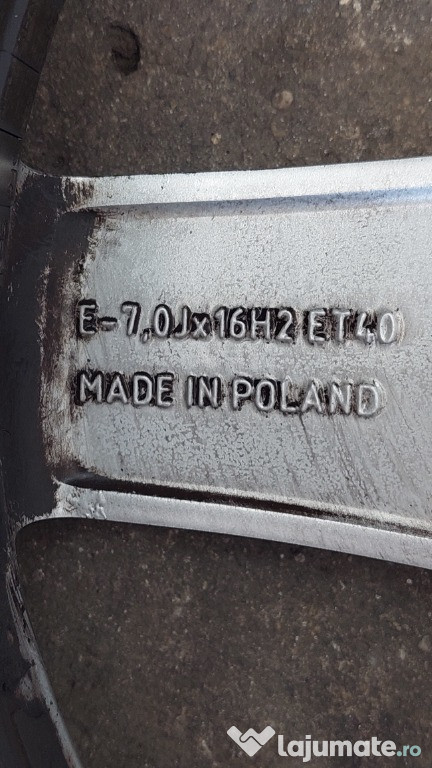 E-7,0Jx16H2 ET40
MADE IN POLAND
lajumate.ro